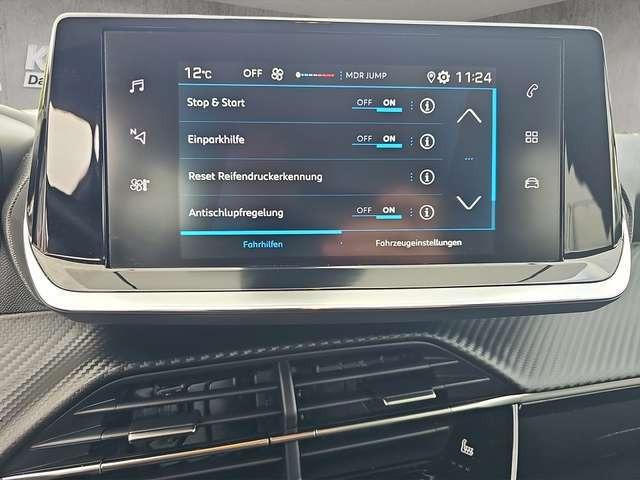 12°C OFF MDR JUMP 11:24
Stop & Start OFF ON
Einparkhilfe OFF ON
Reset Reifendruckerkennung
Antischlupfregelung OFF ON
Fahrhilfen Fahrzeugeinstellungen
N